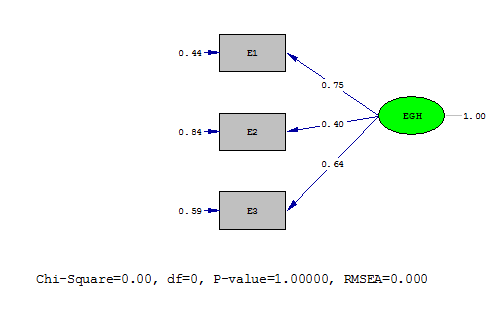 0.44 E1
0.75
EGH 1.00
0.84 E2 0.40
0.64
0.59 E3
Chi-Square=0.00, df=0, P-value=1.00000, RMSEA=0.000